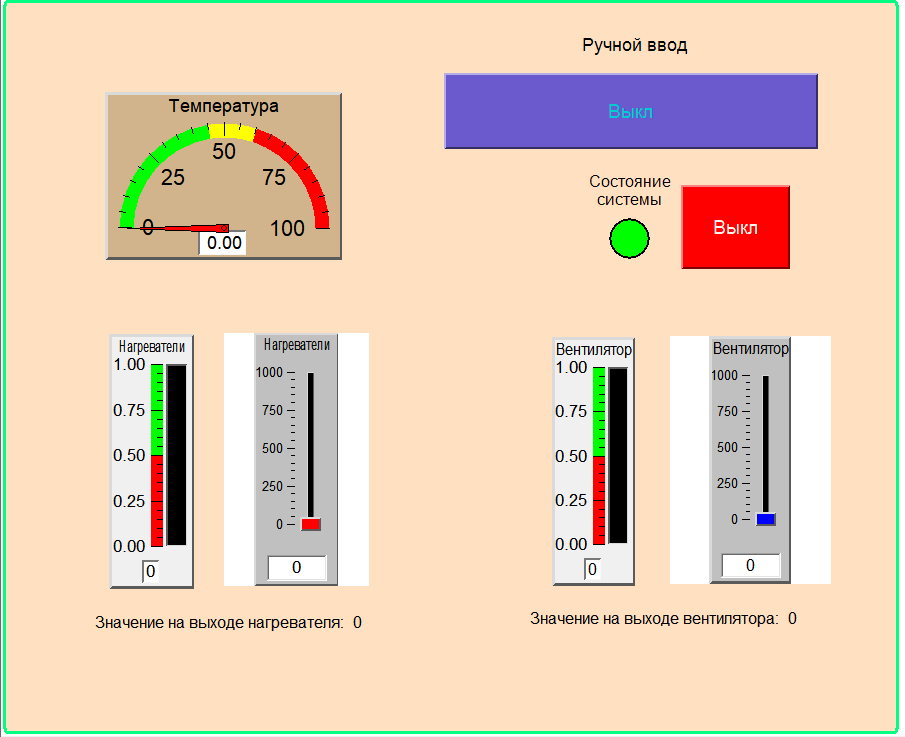 Ручной ввод
Выкл
Температура
0
25
50
75
100
0.00
Состояние
системы
Выкл
Нагреватели
1.00
0.75
0.50
0.25
0.00
0
Нагреватели
1000
750
500
250
0
0
Вентилятор
1.00
0.75
0.50
0.25
0.00
0
Вентилятор
1000
750
500
250
0
0
Значение на выходе нагревателя: 0
Значение на выходе вентилятора: 0